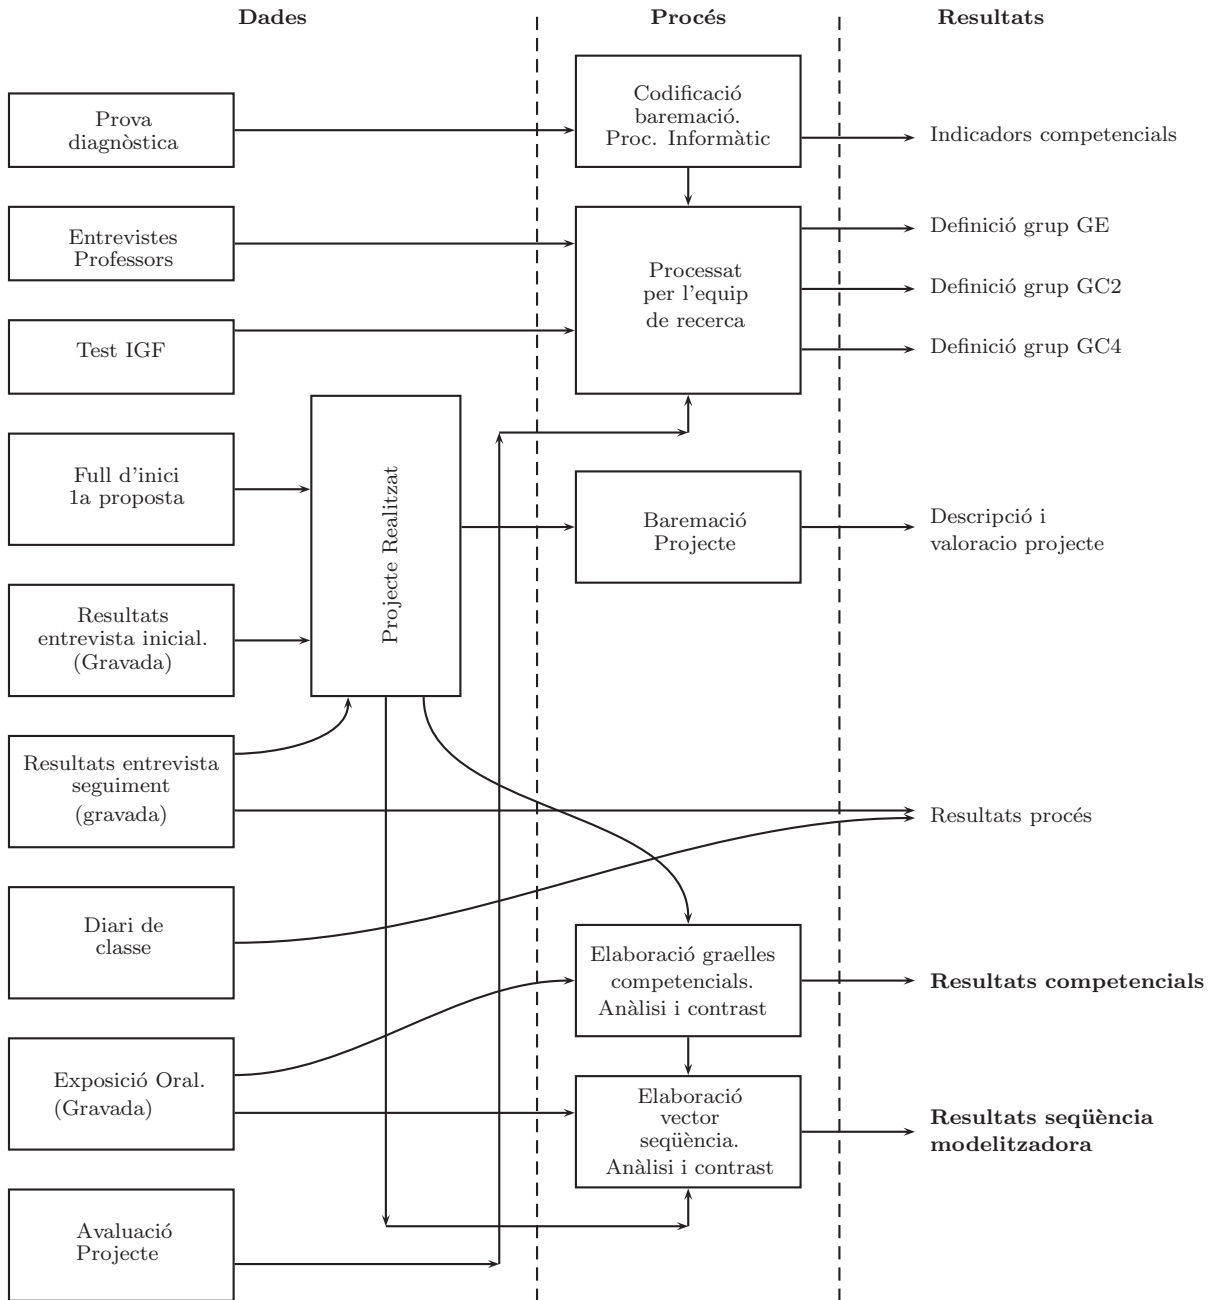 Dades
Procés
Resultats
Prova
diagnòstica
Codificació
baremació.
Proc. Informàtic
Indicadors competencials
Entrevistes
Professors
Processat
per l'equip
de recerca
Definició grup GE
Definició grup GC2
Definició grup GC4
Test IGF
Full d'inici
1a proposta
Projecte Realitzat
Baremació
Projecte
Descripció i
valoracio projecte
Resultats
entrevista inicial.
(Gravada)
Resultats entrevista
seguiment
(gravada)
Resultats procés
Diari de
classe
Elaboració graelles
competencials.
Anàlisi i contrast
Resultats competencials
Exposició Oral.
(Gravada)
Elaboració
vector
seqüència.
Anàlisi i contrast
Resultats seqüència
modelitzadora
Avaluació
Projecte